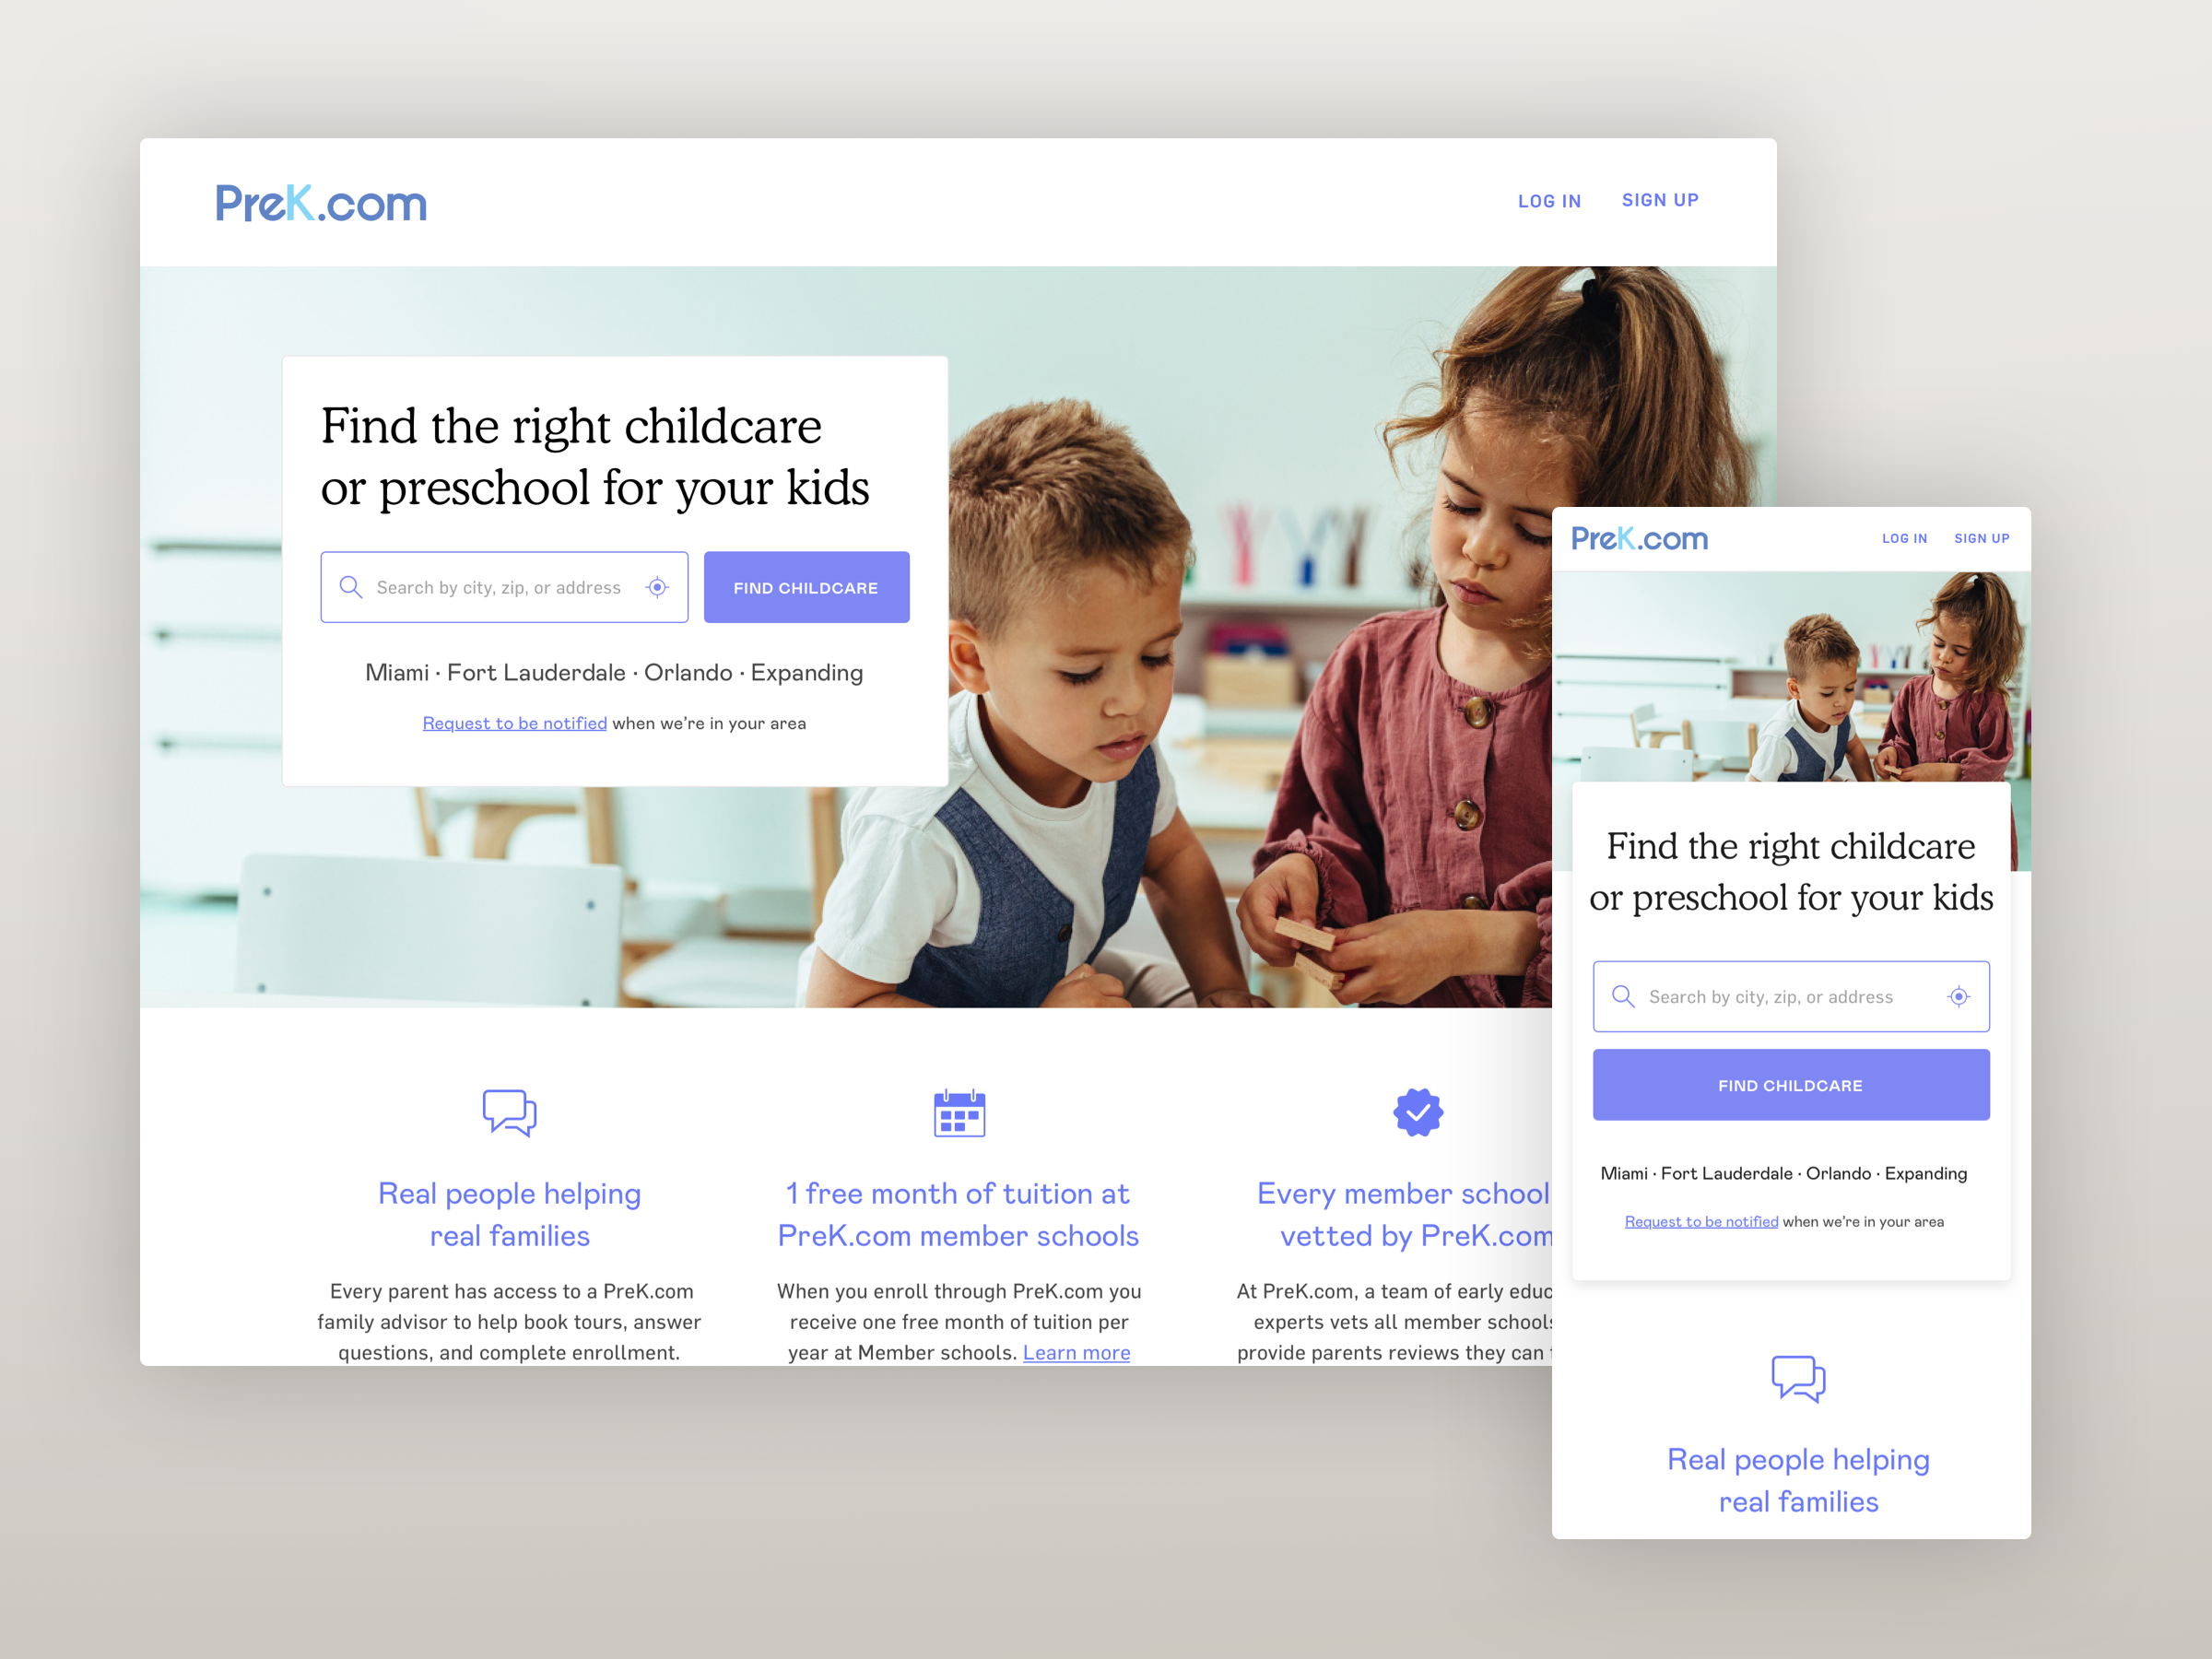 PreK.com
LOG IN
SIGN UP
Find the right childcare
or preschool for your kids
Search by city, zip, or address
FIND CHILDCARE
Miami · Fort Lauderdale · Orlando · Expanding
Request to be notified when we’re in your area
Real people helping
real families
Every parent has access to a PreK.com
family advisor to help book tours, answer
questions, and complete enrollment.
1 free month of tuition at
PreK.com member schools
When you enroll through PreK.com you
receive one free month of tuition per
year at Member schools. Learn more
Every member school
vetted by PreK.com
At PreK.com, a team of early
experts vets all member
provide parents reviews they can
PreK.com
LOG IN
SIGN UP
Find the right childcare
or preschool for your kids
Search by city, zip, or address
FIND CHILDCARE
Miami · Fort Lauderdale · Orlando · Expanding
Request to be notified when we’re in your area
Real people helping
real families